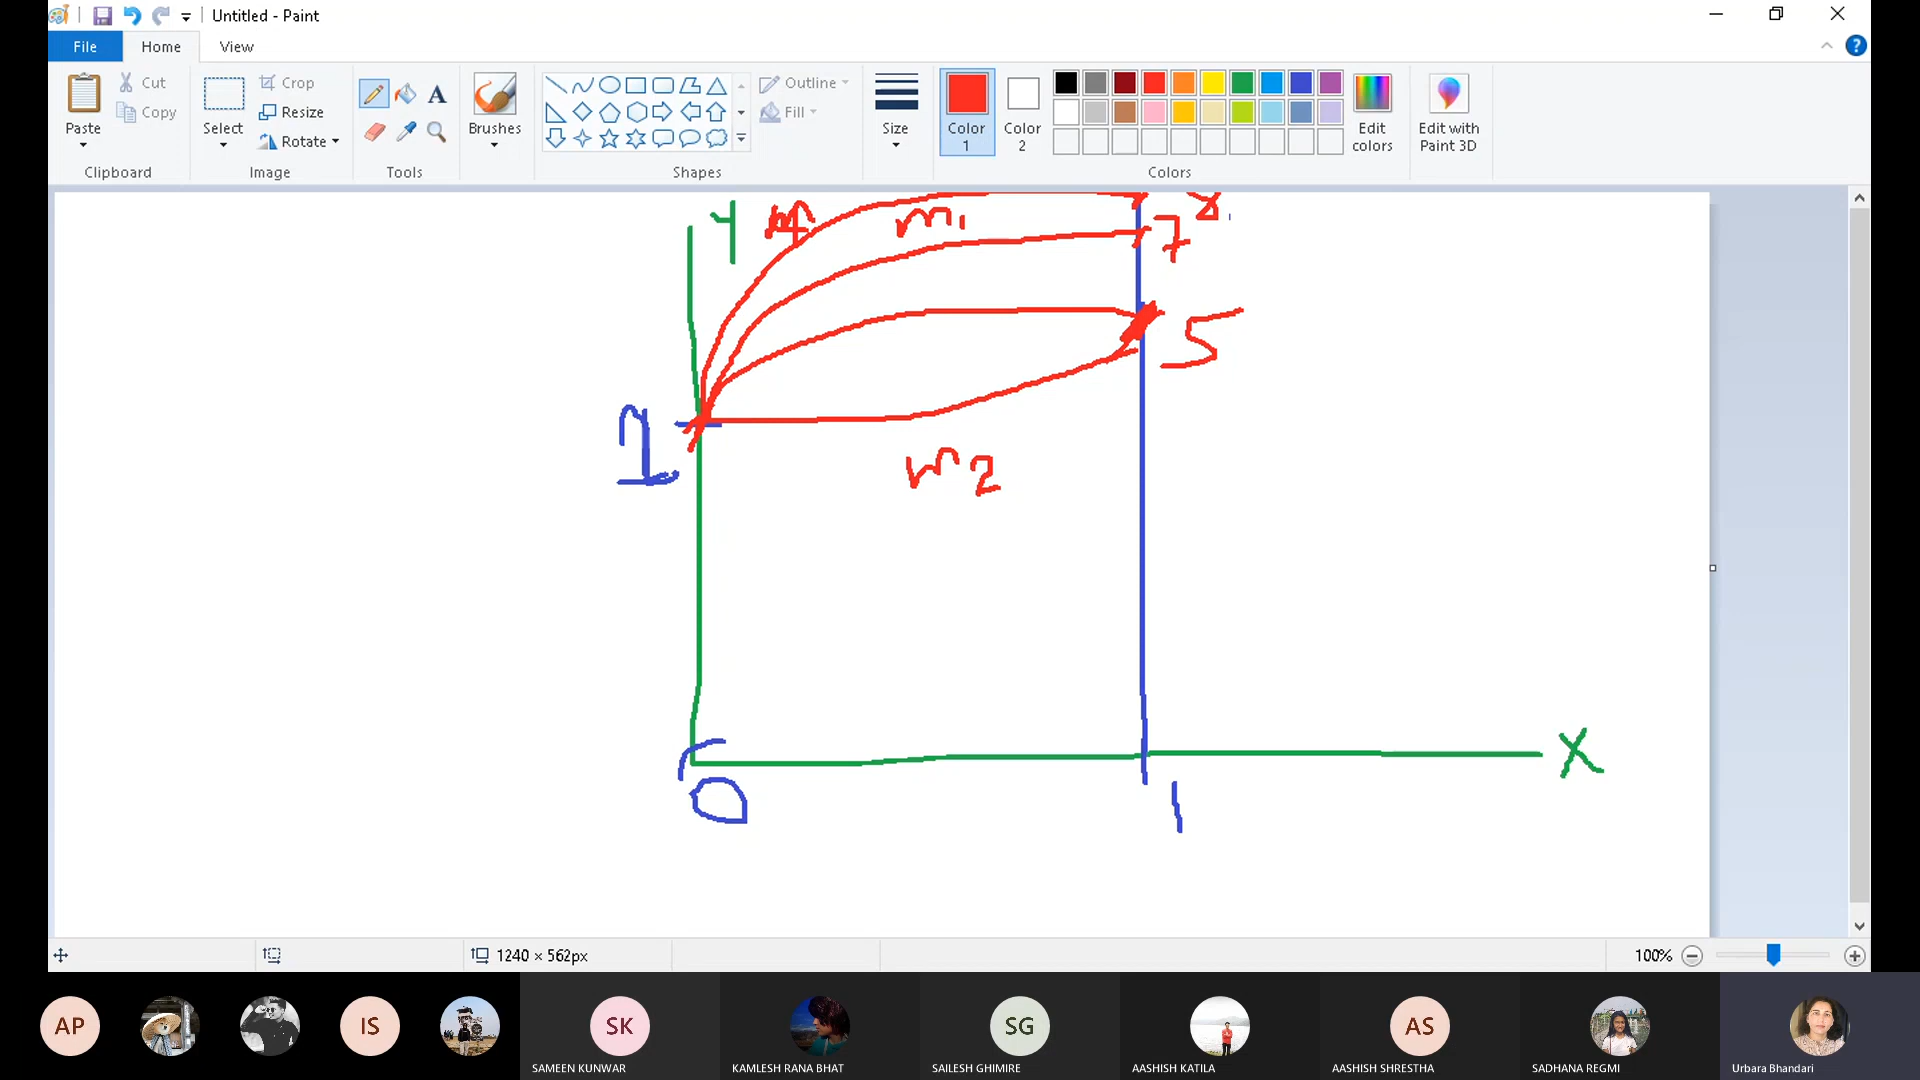 Untitled - Paint
File Home View
Cut Crop Outline
Copy Resize Fill
Rotate
Paste Select Brushes Size Color 1 Color 2 Edit colors Edit with Paint 3D
Clipboard Image Tools Shapes Colors
Y m1 8
7
5
1
m2
X
0 1
1240 × 562px 100%
AP IS SK SG AS
SAMEEN KUNWAR KAMLESH RANA BHAT SAILESH GHIMIRE AASHISH KATILA AASHISH SHRESTHA SADHANA REGMI Urbara Bhandari